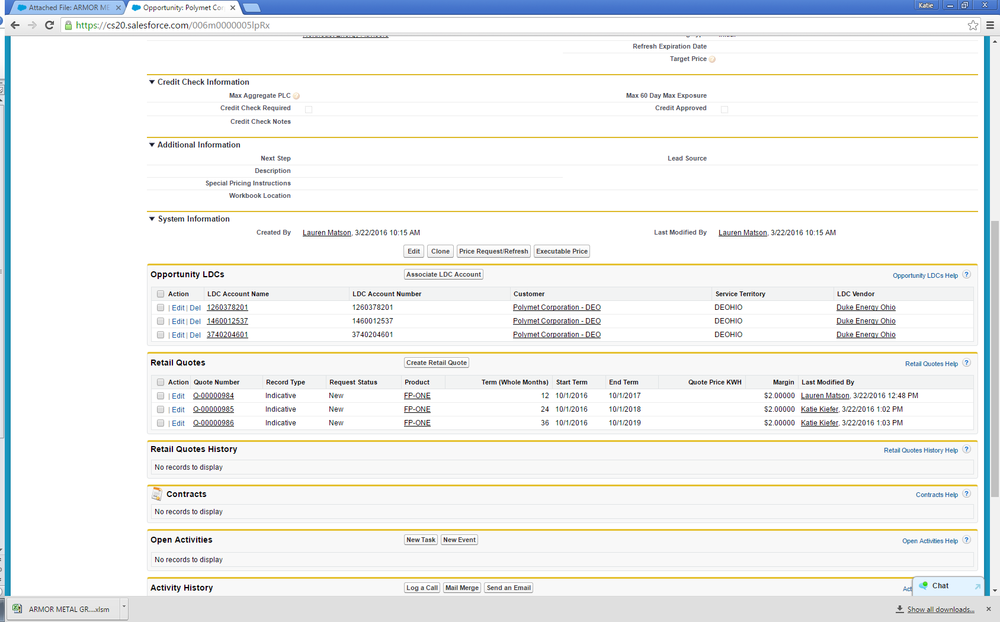 Attached File: ARMOR ME
Opportunity: Polymet Cor
Katie
https://cs20.salesforce.com/006m0000005lpRx
Northeast Energy Advisors
Refresh Expiration Date
Target Price
Credit Check Information
Max Aggregate PLC
Max 60 Day Max Exposure
Credit Check Required
Credit Approved
Credit Check Notes
Additional Information
Next Step
Lead Source
Description
Special Pricing Instructions
Workbook Location
System Information
Created By Lauren Matson, 3/22/2016 10:15 AM
Last Modified By Lauren Matson, 3/22/2016 10:15 AM
Edit Clone Price Request/Refresh Executable Price
Opportunity LDCs Associate LDC Account Opportunity LDCs Help ?
Action LDC Account Name LDC Account Number Customer Service Territory LDC Vendor
| Edit | Del 1260378201 1260378201 Polymet Corporation - DEO DEOHIO Duke Energy Ohio
| Edit | Del 1460012537 1460012537 Polymet Corporation - DEO DEOHIO Duke Energy Ohio
| Edit | Del 3740204601 3740204601 Polymet Corporation - DEO DEOHIO Duke Energy Ohio
Retail Quotes Create Retail Quote Retail Quotes Help ?
Action Quote Number Record Type Request Status Product Term (Whole Months) Start Term End Term Quote Price KWH Margin Last Modified By
| Edit Q-00000984 Indicative New FP-ONE 12 10/1/2016 10/1/2017 $2.00000 Lauren Matson, 3/22/2016 12:48 PM
| Edit Q-00000985 Indicative New FP-ONE 24 10/1/2016 10/1/2018 $2.00000 Katie Kiefer, 3/22/2016 1:02 PM
| Edit Q-00000986 Indicative New FP-ONE 36 10/1/2016 10/1/2019 $2.00000 Katie Kiefer, 3/22/2016 1:03 PM
Retail Quotes History Retail Quotes History Help ?
No records to display
Contracts Contracts Help ?
No records to display
Open Activities New Task New Event Open Activities Help ?
No records to display
Activity History Log a Call Mail Merge Send an Email Act
Chat
ARMOR METAL GR....xlsm
Show all downloads...